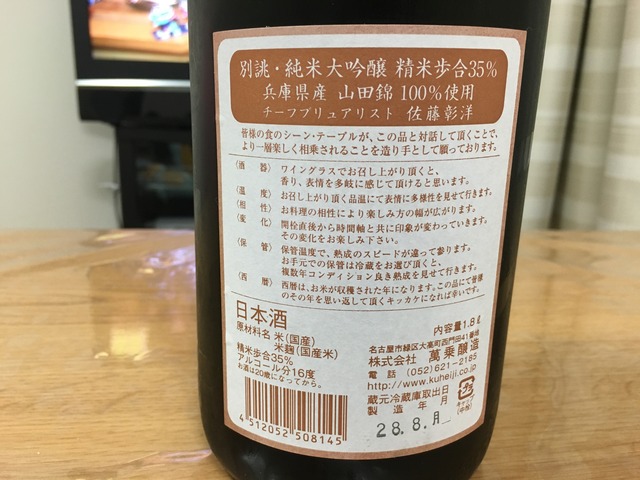 別誂・純米大吟醸 精米歩合35%
兵庫県産 山田錦 100%使用
チーフブリュアリスト 佐藤彰洋
皆様の食のシーン・テーブルが、この品と対話して頂くことで、
より一層楽しく相乗されることを造り手として願っております。
〈酒器〉ワイングラスでお召し上がり頂くと、
香り、表情を多岐に感じて頂けると思います。
〈温度〉お召し上がり頂く品温にて表情に多様性を見せて行きます。
〈相性〉お料理の相性により楽しみ方の幅が広がります。
〈変化〉開栓直後から時間軸と共に印象が変わっていきます。
その変化をお楽しみ下さい。
〈保管〉保管温度で、熟成のスピードが違って参ります。
お手元での保管は冷蔵をお選び頂くと、
複数年コンディション良き熟成を見せて行きます。
〈西暦〉西暦は、お米が収穫された年になります。この品にて皆様
のその年を思い返して頂くキッカケになれば幸いです。
日本酒
原材料名 米(国産)
米麹(国産米)
精米歩合35%
アルコール分16度
お酒は20歳になってから。
4 512052 508145
内容量1.8ℓ
名古屋市緑区大高町西門田41番地
株式会社 萬乗醸造
電話 (052)621-2185
http://www.kuheiji.co.jp
蔵元冷蔵庫取出日
製造年月
28.8.月
キャップ
(中栓)